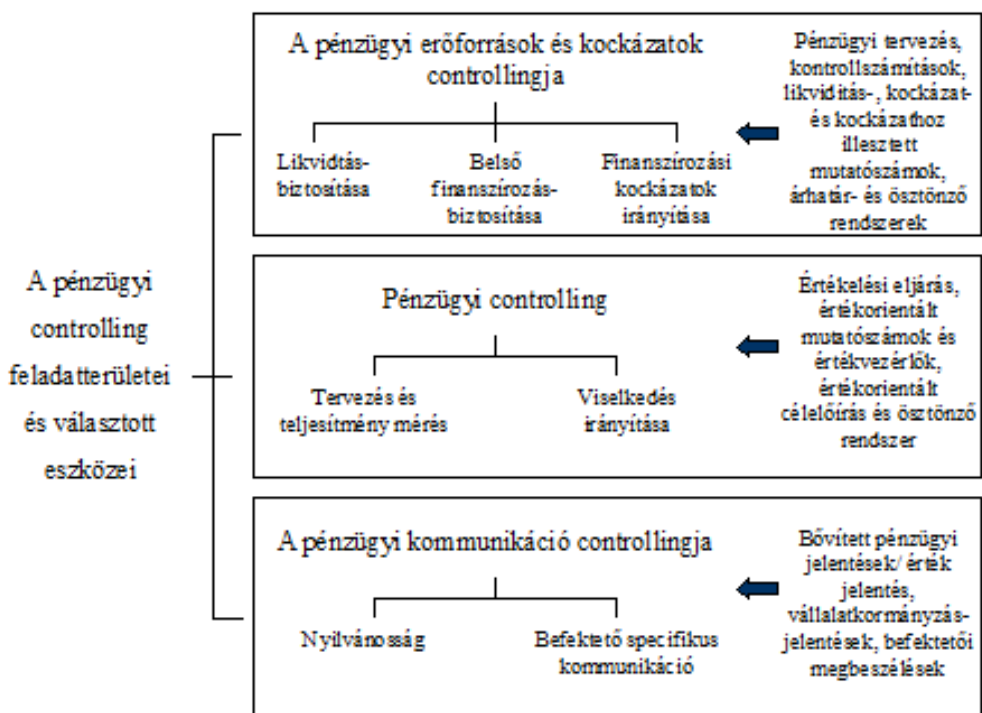 A pénzügyi
controlling
feladatterületei
és választott
eszközei
A pénzügyi erőforrások és kockázatok
controllingja
Likvidtás-
biztosítása
Belső
finanszírozás-
biztosítása
Finanszírozási
kockázatok
irányítása
Pénzügyi tervezés,
kontrollszámítások,
likviditás-, kockázat-
és kockázathoz
illesztett
mutatószámok,
árhatár- és ösztönző
rendszerek
Pénzügyi controlling
Tervezés és
teljesítmény mérés
Viselkedés
irányítása
Értékelési eljárás,
értékorientált
mutatószámok és
értékvezérlők,
értékorientált
célelőírás és ösztönző
rendszer
A pénzügyi kommunikáció controllingja
Nyilvánosság
Befektető specifikus
kommunikáció
Bővített pénzügyi
jelentések/ érték
jelentés,
vállalatkormányzás-
jelentések, befektetői
megbeszélések